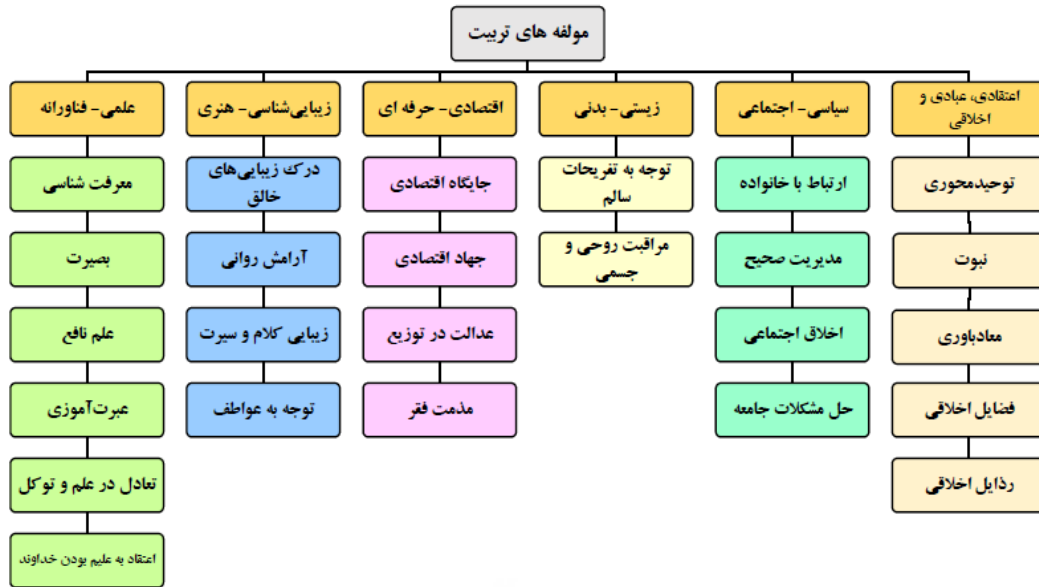 مولفه های تربیت
اعتقادی، عبادی و
اخلاقی
توحیدمحوری
نبوت
معادباوری
فضایل اخلاقی
رذایل اخلاقی
سیاسی- اجتماعی
ارتباط با خانواده
مدیریت صحیح
اخلاق اجتماعی
حل مشکلات جامعه
زیستی- بدنی
توجه به تفریحات
سالم
مراقبت روحی و
جسمی
اقتصادی- حرفه ای
جایگاه اقتصادی
جهاد اقتصادی
عدالت در توزیع
مذمت فقر
زیبایی‌شناسی- هنری
درک زیبایی‌های
خالق
آرامش روانی
زیبایی کلام و سیرت
توجه به عواطف
علمی- فناورانه
معرفت شناسی
بصیرت
علم نافع
عبرت‌آموزی
تعادل در علم و توکل
اعتقاد به علیم بودن خداوند